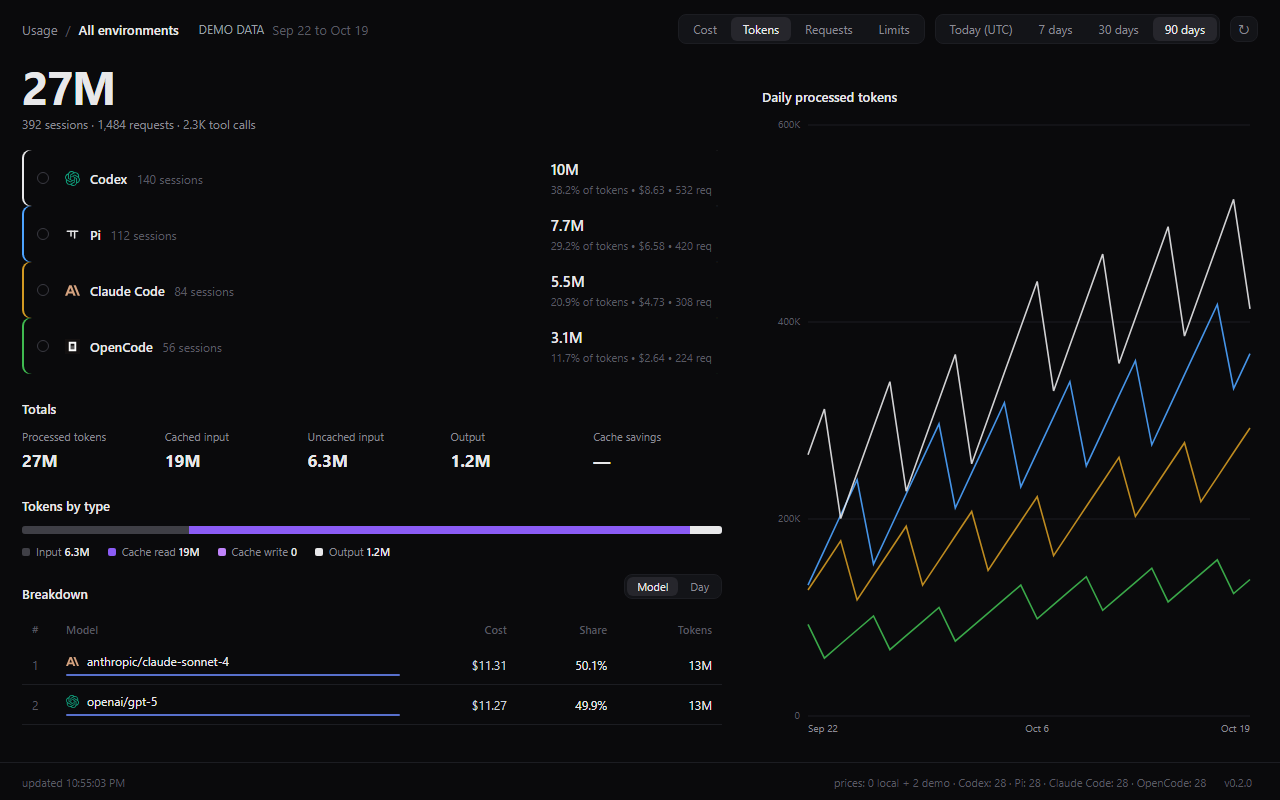 Usage / All environments DEMO DATA Sep 22 to Oct 19
Cost Tokens Requests Limits
Today (UTC) 7 days 30 days 90 days
27M
392 sessions · 1,484 requests · 2.3K tool calls
Codex 140 sessions
10M
38.2% of tokens • $8.63 • 532 req
Pi 112 sessions
7.7M
29.2% of tokens • $6.58 • 420 req
Claude Code 84 sessions
5.5M
20.9% of tokens • $4.73 • 308 req
OpenCode 56 sessions
3.1M
11.7% of tokens • $2.64 • 224 req
Totals
Processed tokens Cached input Uncached input Output Cache savings
27M 19M 6.3M 1.2M —
Tokens by type
Input 6.3M Cache read 19M Cache write 0 Output 1.2M
Breakdown
Model Day
# Model Cost Share Tokens
1 anthropic/claude-sonnet-4 $11.31 50.1% 13M
2 openai/gpt-5 $11.27 49.9% 13M
Daily processed tokens
600K
400K
200K
0
Sep 22 Oct 6 Oct 19
updated 10:55:03 PM
prices: 0 local + 2 demo · Codex: 28 · Pi: 28 · Claude Code: 28 · OpenCode: 28 v0.2.0